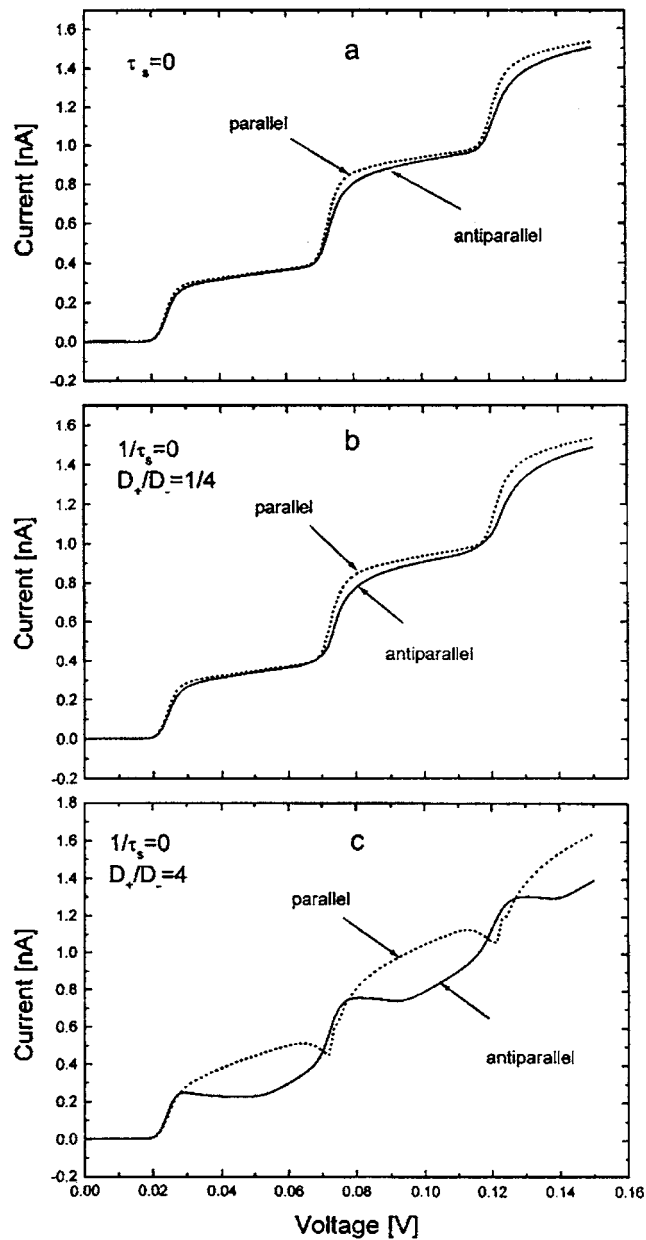 a
τₛ=0
parallel
antiparallel
Current [nA]
1.6
1.4
1.2
1.0
0.8
0.6
0.4
0.2
0.0
-0.2
b
1/τₛ=0
D₊/D₋=1/4
parallel
antiparallel
Current [nA]
1.6
1.4
1.2
1.0
0.8
0.6
0.4
0.2
0.0
-0.2
c
1/τₛ=0
D₊/D₋=4
parallel
antiparallel
Current [nA]
1.8
1.6
1.4
1.2
1.0
0.8
0.6
0.4
0.2
0.0
-0.2
0.00 0.02 0.04 0.06 0.08 0.10 0.12 0.14 0.16
Voltage [V]